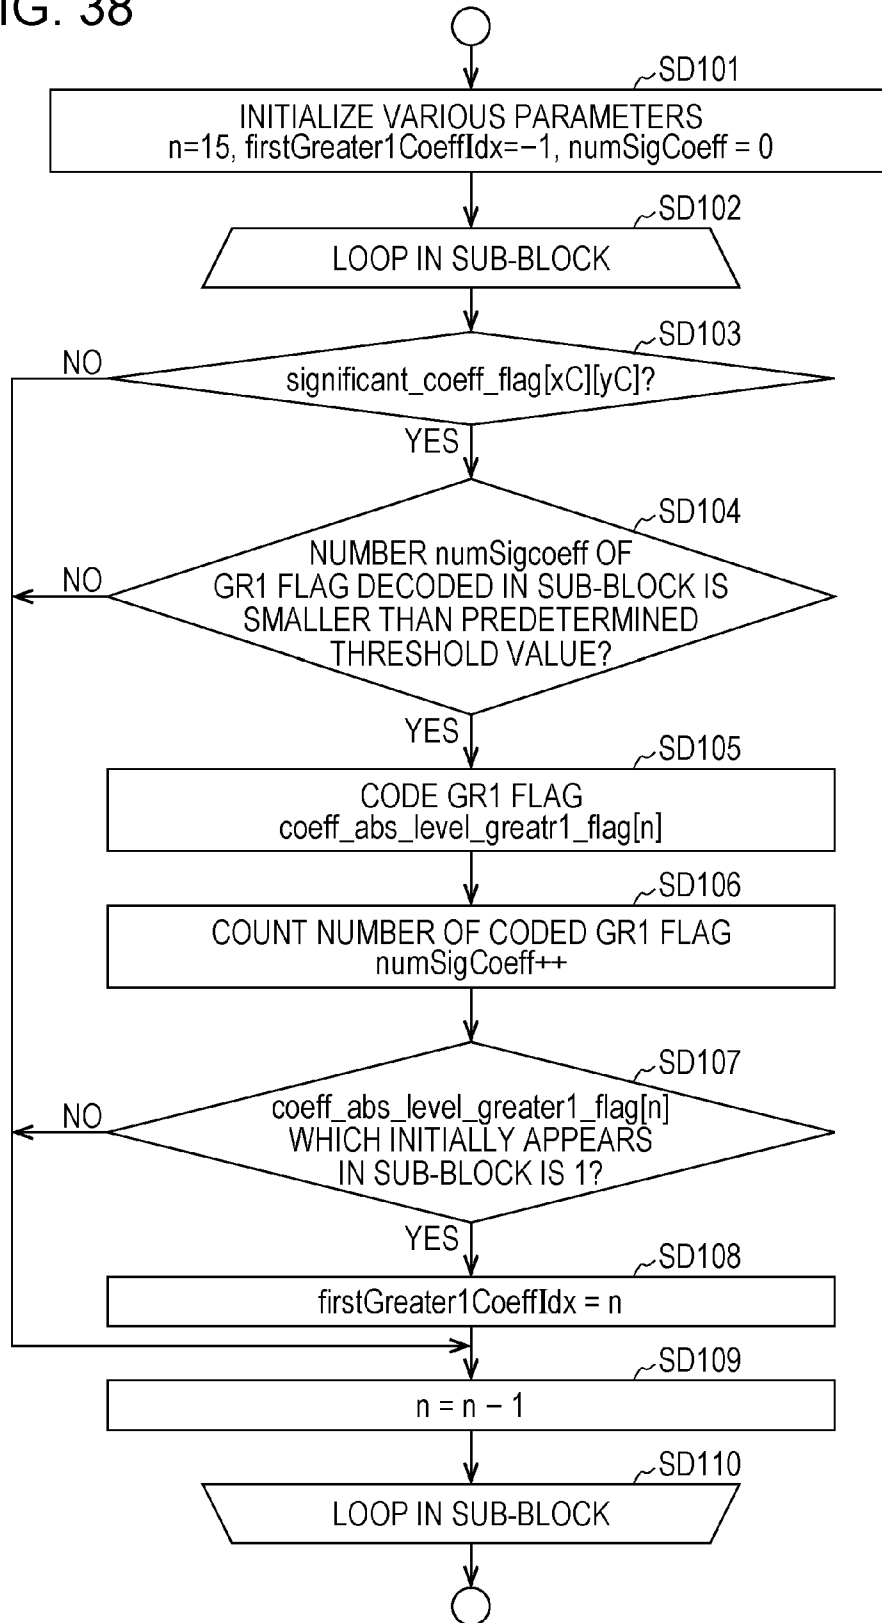 IG. 38
SD101
INITIALIZE VARIOUS PARAMETERS
n=15, firstGreater1CoeffIdx=−1, numSigCoeff = 0
SD102
LOOP IN SUB-BLOCK
SD103
NO
significant_coeff_flag[xC][yC]?
YES
SD104
NUMBER numSigcoeff OF
NO
GR1 FLAG DECODED IN SUB-BLOCK IS
SMALLER THAN PREDETERMINED
THRESHOLD VALUE?
YES
SD105
CODE GR1 FLAG
coeff_abs_level_greatr1_flag[n]
SD106
COUNT NUMBER OF CODED GR1 FLAG
numSigCoeff++
SD107
NO
coeff_abs_level_greater1_flag[n]
WHICH INITIALLY APPEARS
IN SUB-BLOCK IS 1?
YES
SD108
firstGreater1CoeffIdx = n
SD109
n = n − 1
SD110
LOOP IN SUB-BLOCK